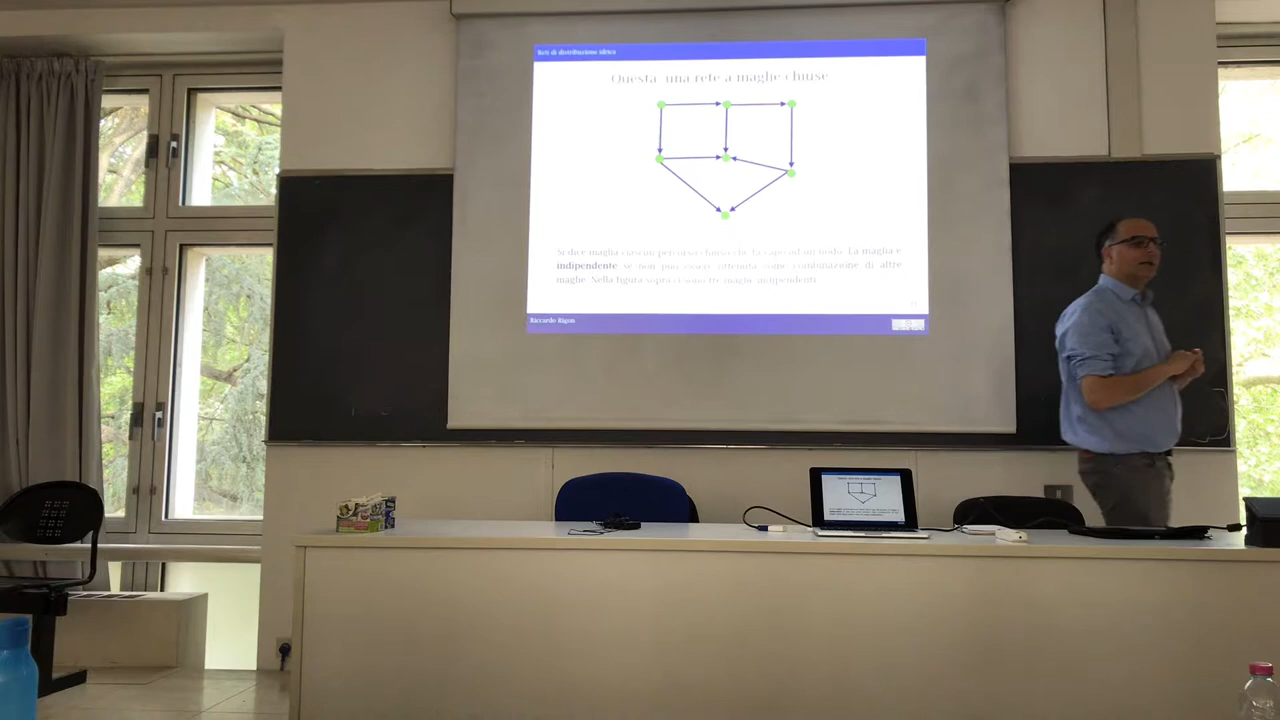 Reti di distribuzione idrica
Questa una rete a maglie chiuse
Si dice maglia ciascun percorso chiuso che fa capo ad un nodo. La maglia e
indipendente se non può essere ottenuta come combinazione di altre
maglie. Nella figura sopra ci sono tre maglie indipendenti
Riccardo Rigon